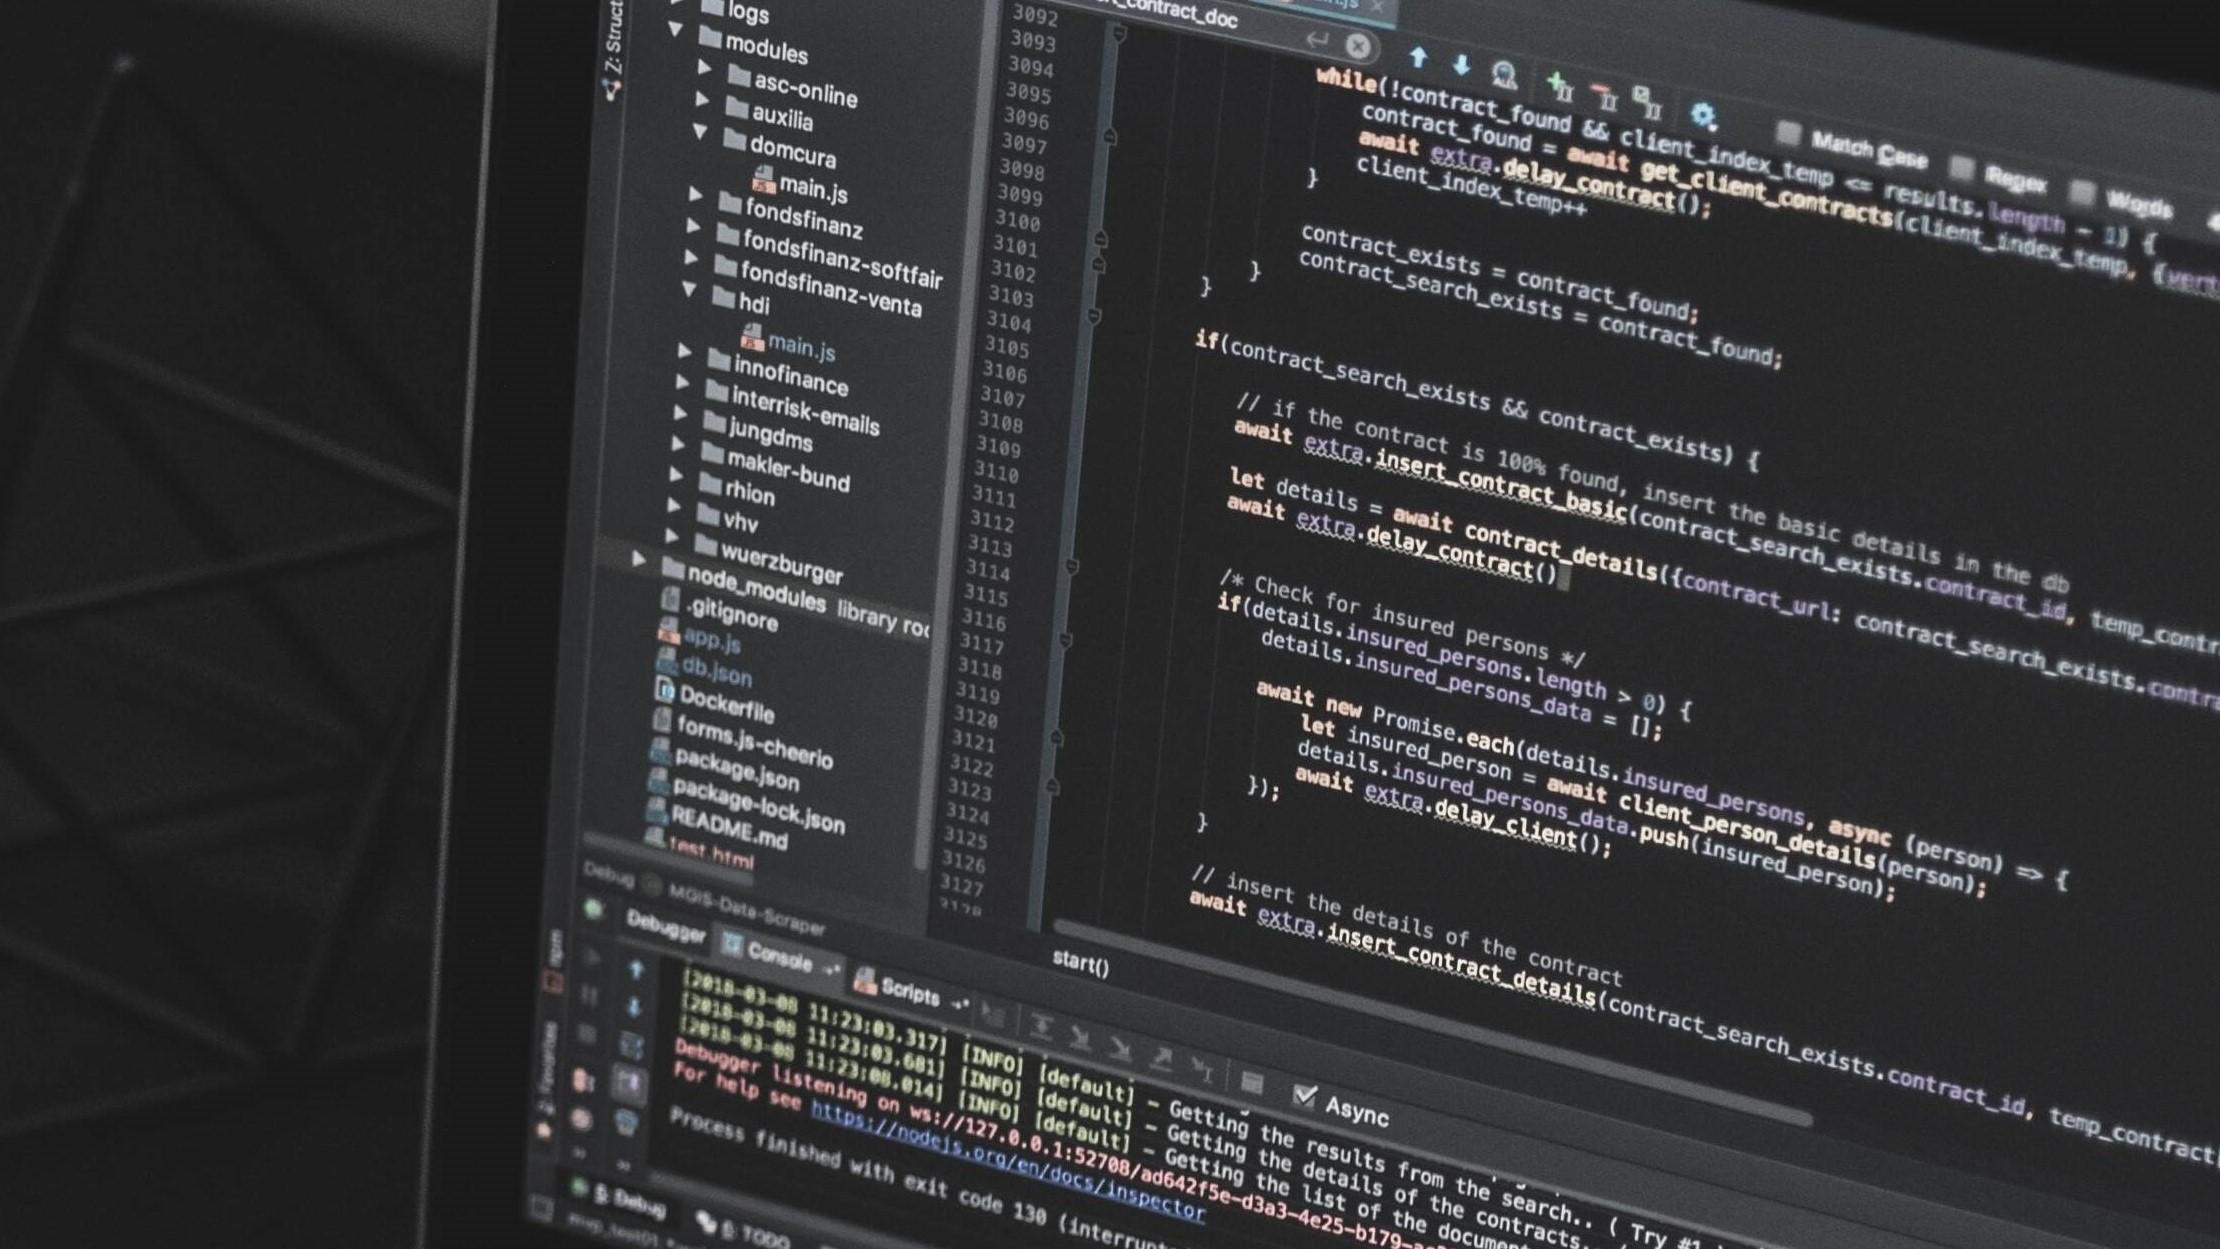 Z: Struct
logs
modules
asc-online
auxilia
domcura
main.js
fondsfinanz
fondsfinanz-softfair
fondsfinanz-venta
hdi
main.js
innofinance
interrisk-emails
jungdms
makler-bund
rhion
vhv
wuerzburger
node_modules library roo
.gitignore
app.js
db.json
Dockerfile
forms.js-cheerio
package.json
package-lock.json
README.md
test.html
_contract_doc
Match Case
Regex
Words
3092
3093
3094
3095
3096
3097
3098
3099
3100
3101
3102
3103
3104
3105
3106
3107
3108
3109
3110
3111
3112
3113
3114
3115
3116
3117
3118
3119
3120
3121
3122
3123
3124
3125
3126
3127
3128
while(!contract_found && client_index_temp <= results.length - 1) {
contract_found = await get_client_contracts(client_index_temp, {vert
await extra.delay_contract();
client_index_temp++
}
contract_exists = contract_found;
contract_search_exists = contract_found;
}
}
if(contract_search_exists && contract_exists) {
// if the contract is 100% found, insert the basic details in the db
await extra.insert_contract_basic(contract_search_exists.contract_id, temp_contr
let details = await contract_details({contract_url: contract_search_exists.contra
await extra.delay_contract()
/* Check for insured persons */
if(details.insured_persons.length > 0) {
details.insured_persons_data = [];
await new Promise.each(details.insured_persons, async (person) => {
let insured_person = await client_person_details(person);
details.insured_persons_data.push(insured_person);
await extra.delay_client();
});
}
// insert the details of the contract
await extra.insert_contract_details(contract_search_exists.contract_id, temp_contract
start()
Debug MGIS-Data-Scraper
Debugger Console Scripts Async
[2018-03-08 11:23:03.317] [INFO] [default] - Getting the results from the search.. ( Try #1
[2018-03-08 11:23:03.681] [INFO] [default] - Getting the details of the contracts..
[2018-03-08 11:23:08.014] [INFO] [default] - Getting the list of the documen
Debugger listening on ws://127.0.0.1:52708/ad642f5e-d3a3-4e25-b179-
For help see https://nodejs.org/en/docs/inspector
Process finished with exit code 130 (interrupt
npm
2: Favorites
5: Debug
6: TODO